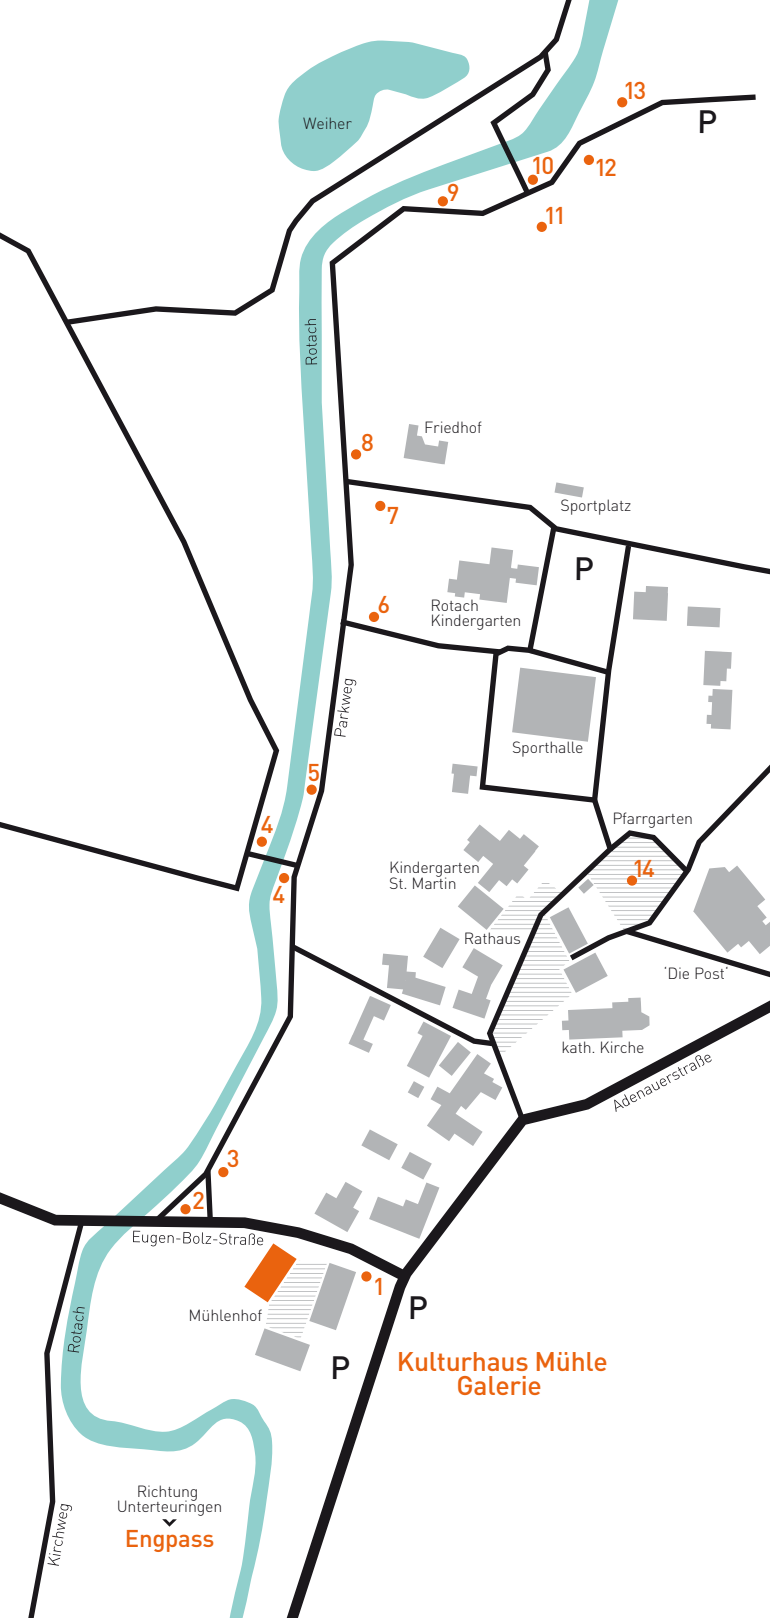 13
P
Weiher
10
12
9
11
Rotach
8
Friedhof
Sportplatz
7
P
6
Rotach
Kindergarten
Parkweg
Sporthalle
5
4
Pfarrgarten
Kindergarten
St. Martin
14
4
Rathaus
'Die Post'
kath. Kirche
Adenauerstraße
3
2
Eugen-Bolz-Straße
1
Mühlenhof
P
Rotach
P
Kulturhaus Mühle
Galerie
Richtung
Unterteuringen
Engpass
Kirchweg